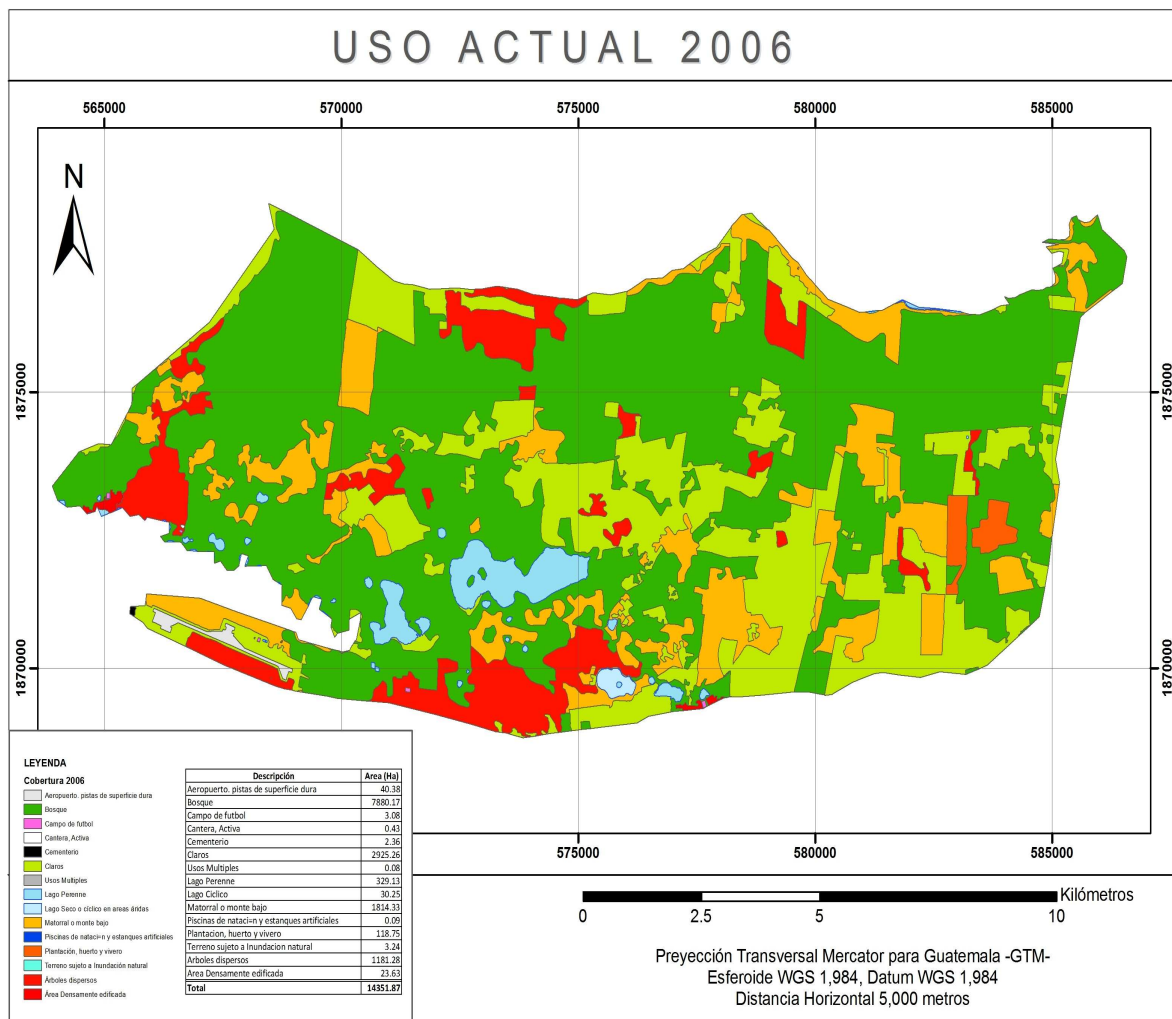 USO ACTUAL 2006
565000 570000 575000 580000 585000
N
1875000 1875000
1870000 1870000
575000 580000 585000
LEYENDA
Cobertura 2006
Aeropuerto. pistas de superficie dura
Bosque
Campo de futbol
Cantera, Activa
Cementerio
Claros
Usos Multiples
Lago Perenne
Lago Seco o cíclico en areas áridas
Matorral o monte bajo
Piscinas de nataci=n y estanques artificiales
Plantación, huerto y vivero
Terreno sujeto a Inundación natural
Árboles dispersos
Área Densamente edificada
Descripción Area (Ha)
Aeropuerto. pistas de superficie dura 40.38
Bosque 7880.17
Campo de futbol 3.08
Cantera, Activa 0.43
Cementerio 2.36
Claros 2925.26
Usos Multiples 0.08
Lago Perenne 329.13
Lago Ciclico 30.25
Matorral o monte bajo 1814.33
Piscinas de nataci=n y estanques artificiales 0.09
Plantacion, huerto y vivero 118.75
Terreno sujeto a Inundacion natural 3.24
Arboles dispersos 1181.28
Area Densamente edificada 23.63
Total 14351.87
Kilómetros
0 2.5 5 10
Preyección Transversal Mercator para Guatemala -GTM-
Esferoide WGS 1,984, Datum WGS 1,984
Distancia Horizontal 5,000 metros